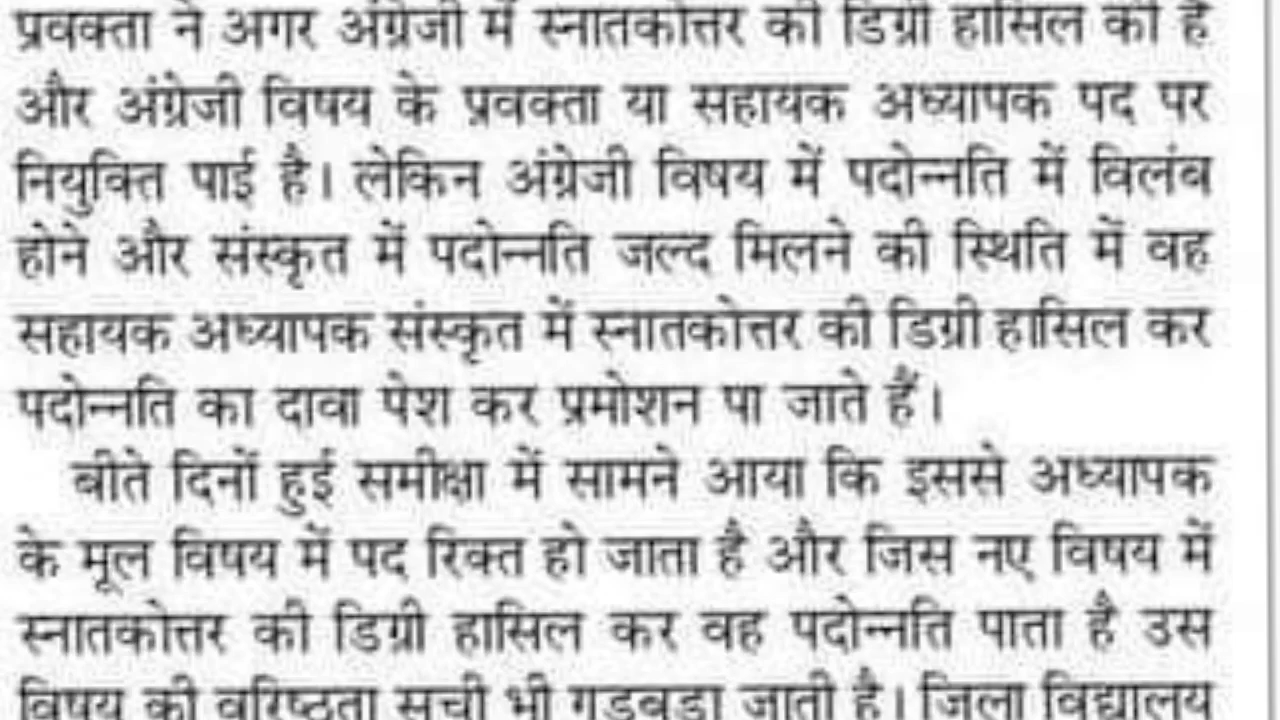 प्रवक्ता ने अगर अंग्रेजी में स्नातकोत्तर की डिग्री हासिल की है
और अंग्रेजी विषय के प्रवक्ता या सहायक अध्यापक पद पर
नियुक्ति पाई है। लेकिन अंग्रेजी विषय में पदोन्नति में विलंब
होने और संस्कृत में पदोन्नति जल्द मिलने की स्थिति में वह
सहायक अध्यापक संस्कृत में स्नातकोत्तर की डिग्री हासिल कर
पदोन्नति का दावा पेश कर प्रमोशन पा जाते हैं।
बीते दिनों हुई समीक्षा में सामने आया कि इससे अध्यापक
के मूल विषय में पद रिक्त हो जाता है और जिस नए विषय में
स्नातकोत्तर की डिग्री हासिल कर वह पदोन्नति पाता है उस
विषय की वरिष्ठता सूची भी गड़बड़ा जाती है। जिला विद्यालय